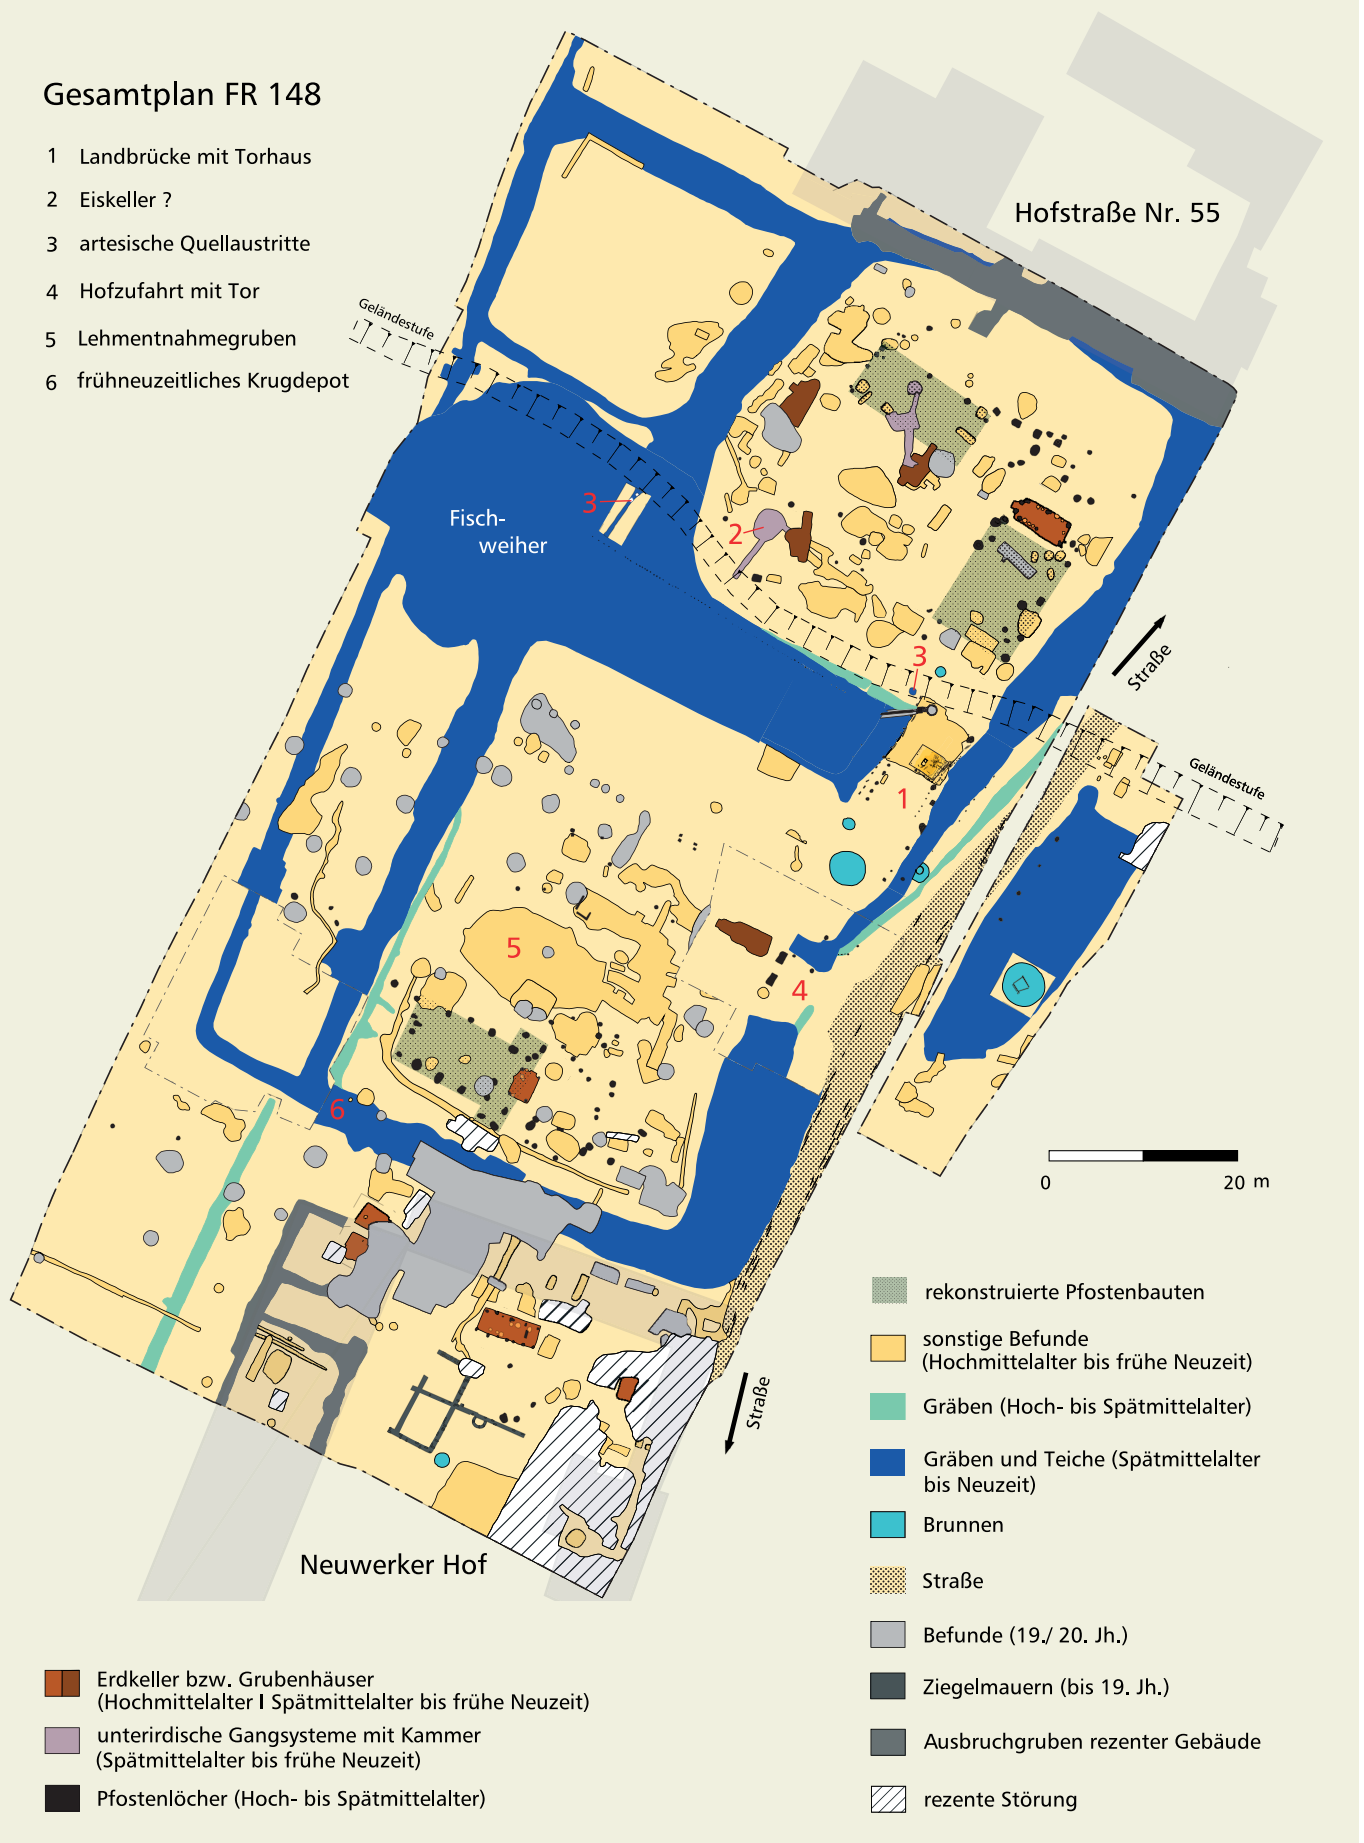 Gesamtplan FR 148
1 Landbrücke mit Torhaus
2 Eiskeller ?
3 artesische Quellaustritte
4 Hofzufahrt mit Tor
5 Lehmentnahmegruben
6 frühneuzeitliches Krugdepot
Hofstraße Nr. 55
Geländestufe
3
Fisch-
weiher
2
3
Straße
1
Geländestufe
5
4
6
0 20 m
Straße
Neuwerker Hof
rekonstruierte Pfostenbauten
sonstige Befunde
(Hochmittelalter bis frühe Neuzeit)
Gräben (Hoch- bis Spätmittelalter)
Gräben und Teiche (Spätmittelalter
bis Neuzeit)
Brunnen
Straße
Befunde (19./ 20. Jh.)
Ziegelmauern (bis 19. Jh.)
Ausbruchgruben rezenter Gebäude
rezente Störung
Erdkeller bzw. Grubenhäuser
(Hochmittelalter I Spätmittelalter bis frühe Neuzeit)
unterirdische Gangsysteme mit Kammer
(Spätmittelalter bis frühe Neuzeit)
Pfostenlöcher (Hoch- bis Spätmittelalter)